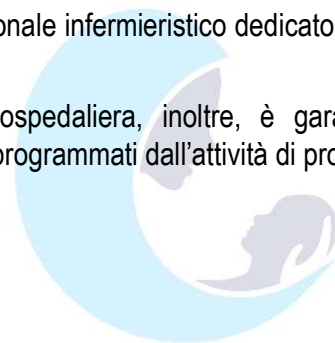 onale infermieristico dedicato
ospedaliera, inoltre, è gara
programmati dall'attività di pro